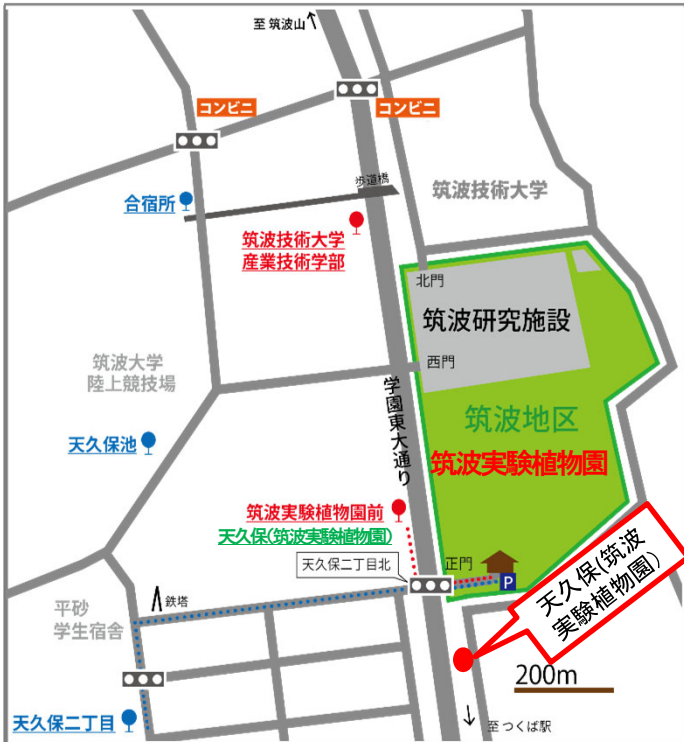 至 筑波山
コンビニ
コンビニ
歩道橋
筑波技術大学
合宿所
筑波技術大学
産業技術学部
北門
筑波研究施設
西門
筑波大学
陸上競技場
学園東大通り
筑波地区
筑波実験植物園
天久保池
筑波実験植物園前
天久保(筑波実験植物園)
天久保二丁目北
正門
P
天久保(筑波
実験植物園)
鉄塔
平砂
学生宿舎
200m
天久保二丁目
至 つくば駅